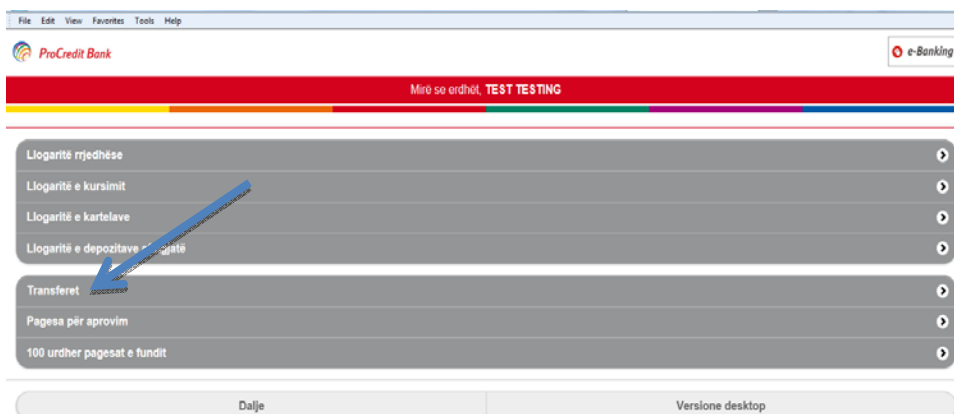 File Edit View Favorites Tools Help
ProCredit Bank
e-Banking
Mirë se erdhët, TEST TESTING
Llogaritë rrjedhëse
Llogaritë e kursimit
Llogaritë e kartelave
Llogaritë e depozitave
Transferet
Pagesa për aprovim
100 urdher pagesat e fundit
Dalje
Versione desktop